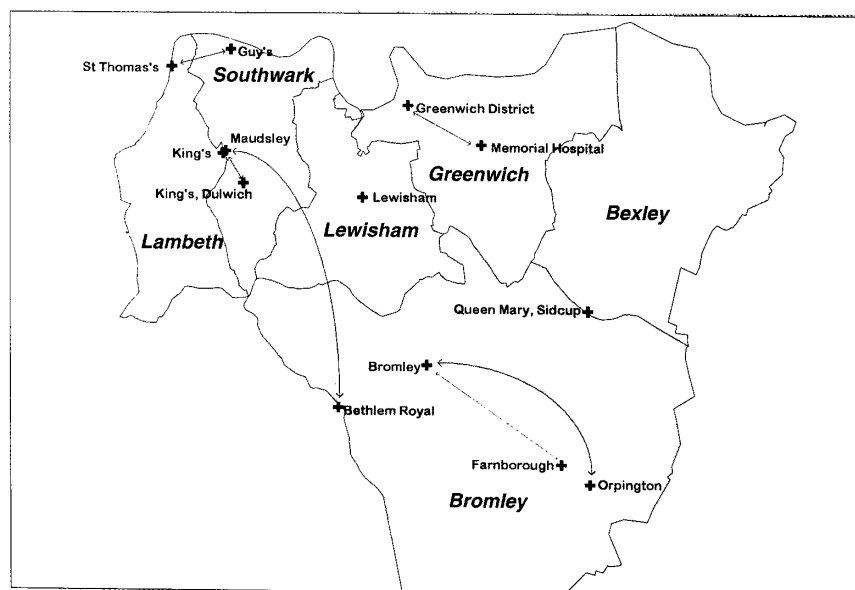 Guy's
St Thomas's
Southwark
Greenwich District
Maudsley
Memorial Hospital
King's
Greenwich
King's, Dulwich
Lewisham
Bexley
Lewisham
Lambeth
Queen Mary, Sidcup
Bromley
Bethlem Royal
Farnborough
Orpington
Bromley